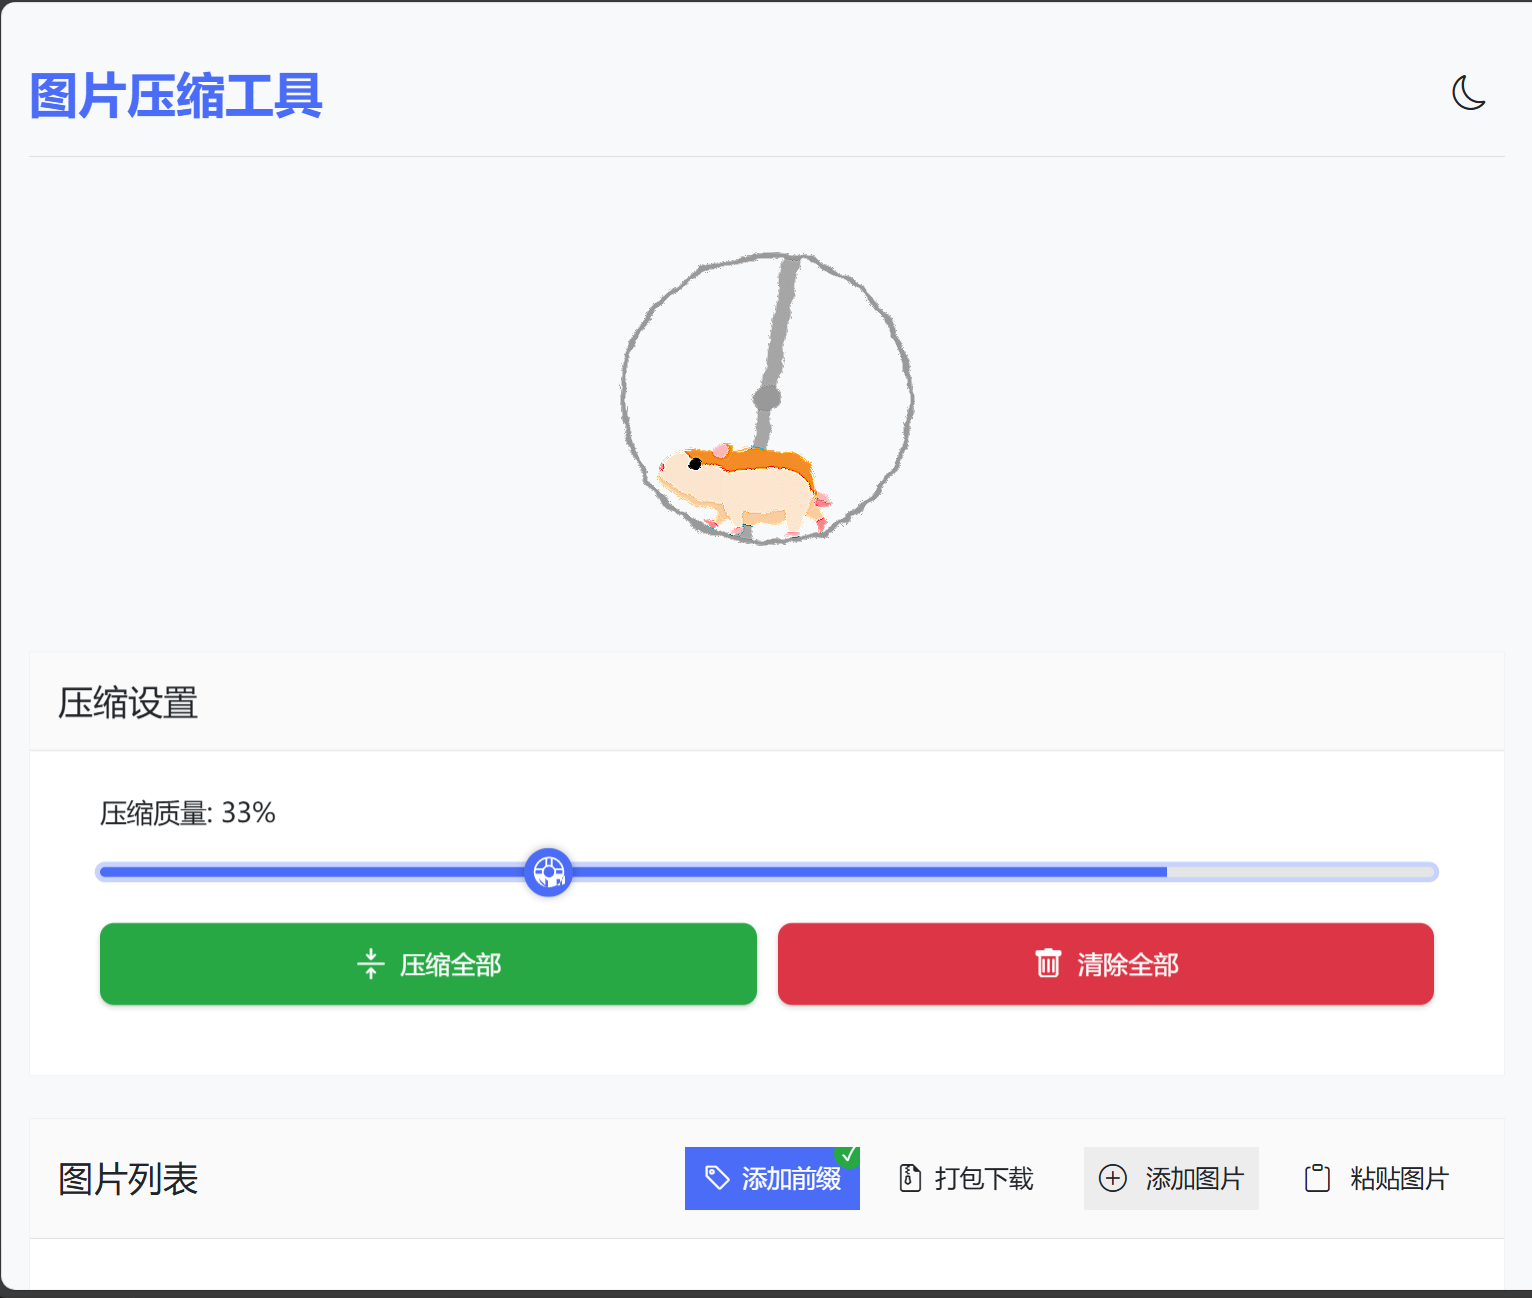 图片压缩工具
压缩设置
压缩质量: 33%
压缩全部
清除全部
图片列表
添加前缀
打包下载
添加图片
粘贴图片